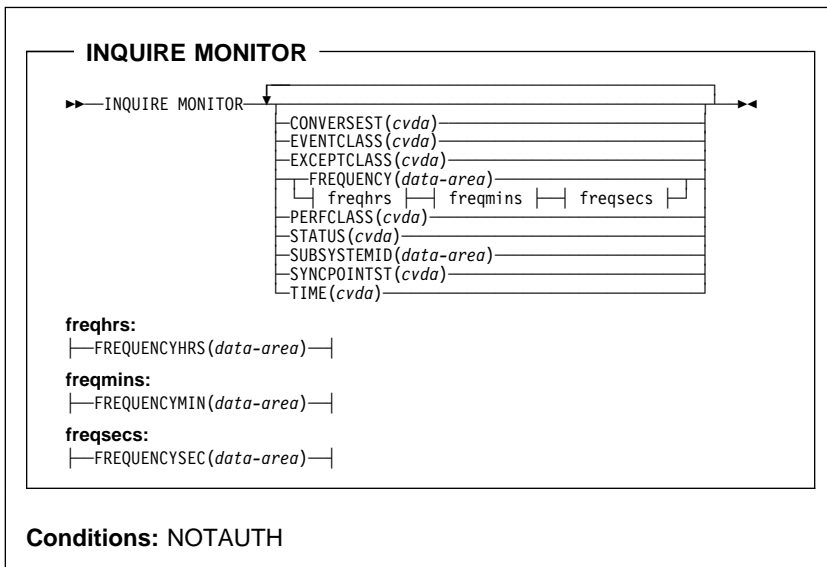 INQUIRE MONITOR
INQUIRE MONITOR
CONVERSEST(cvda)
EVENTCLASS(cvda)
EXCEPTCLASS(cvda)
FREQUENCY(data-area)
freqhrs freqmins freqsecs
PERFCLASS(cvda)
STATUS(cvda)
SUBSYSTEMID(data-area)
SYNCPOINTST(cvda)
TIME(cvda)
freqhrs:
FREQUENCYHRS(data-area)
freqmins:
FREQUENCYMIN(data-area)
freqsecs:
FREQUENCYSEC(data-area)
Conditions: NOTAUTH